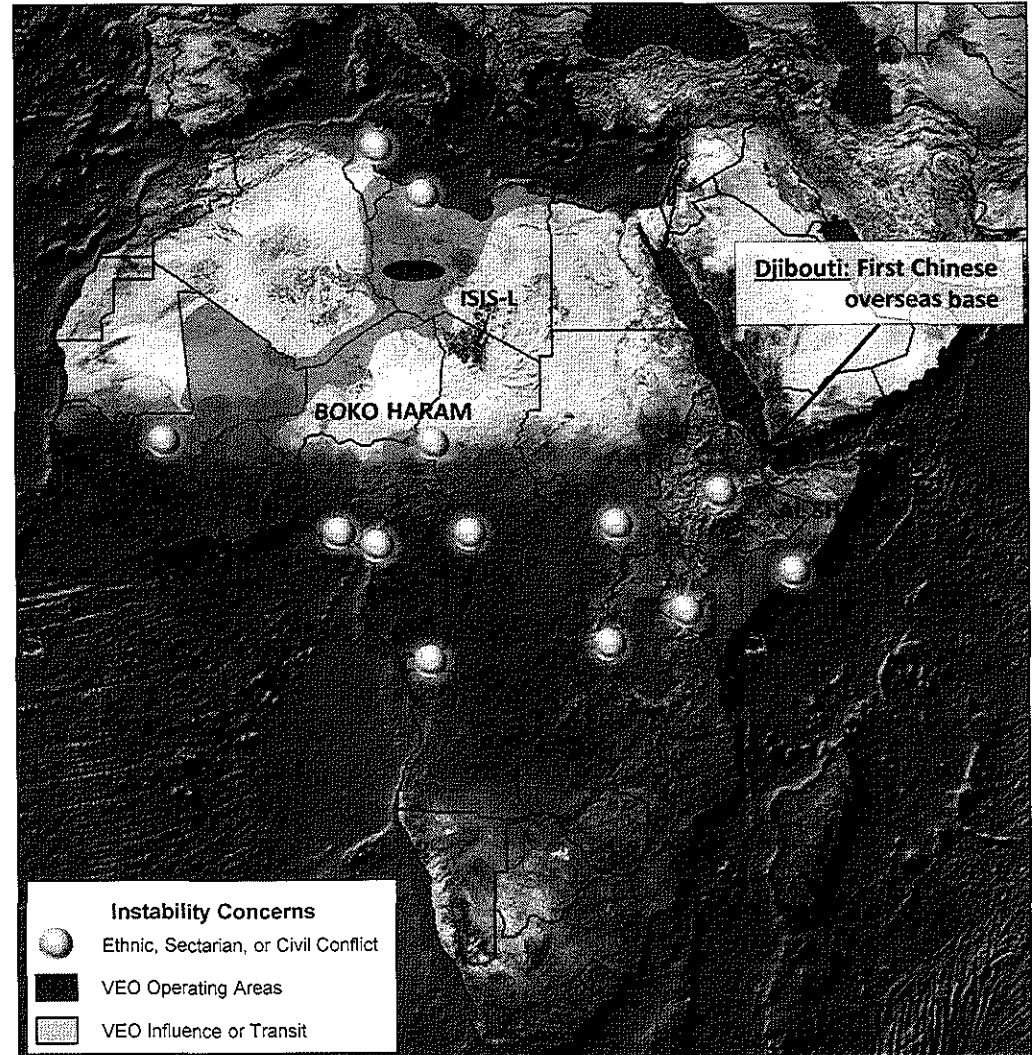 Djibouti: First Chinese
overseas base
ISIS-L
BOKO HARAM
Instability Concerns
Ethnic, Sectarian, or Civil Conflict
VEO Operating Areas
VEO Influence or Transit